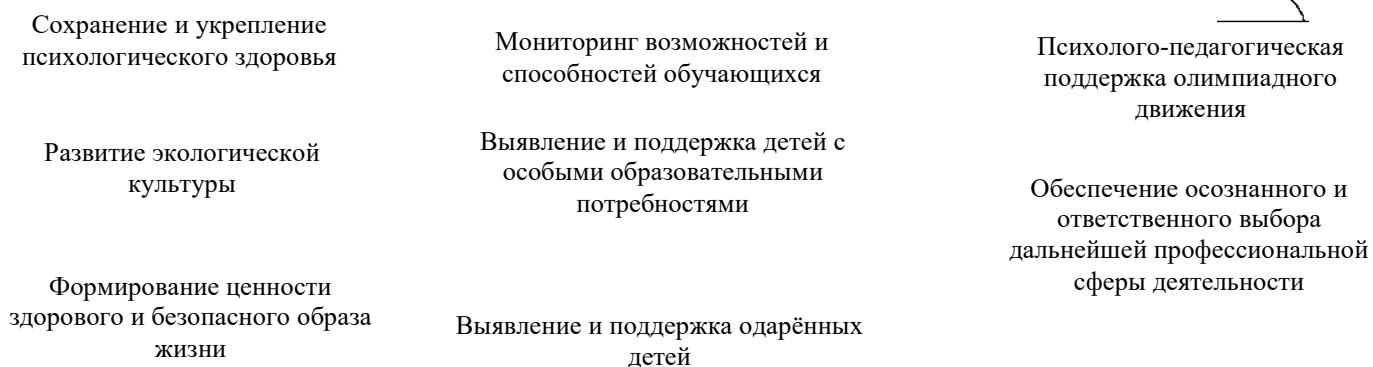 Сохранение и укрепление
психологического здоровья
Развитие экологической
культуры
Формирование ценности
здорового и безопасного образа
жизни
Мониторинг возможностей и
способностей обучающихся
Выявление и поддержка детей с
особыми образовательными
потребностями
Выявление и поддержка одарённых
детей
Психолого-педагогическая
поддержка олимпиадного
движения
Обеспечение осознанного и
ответственного выбора
дальнейшей профессиональной
сферы деятельности